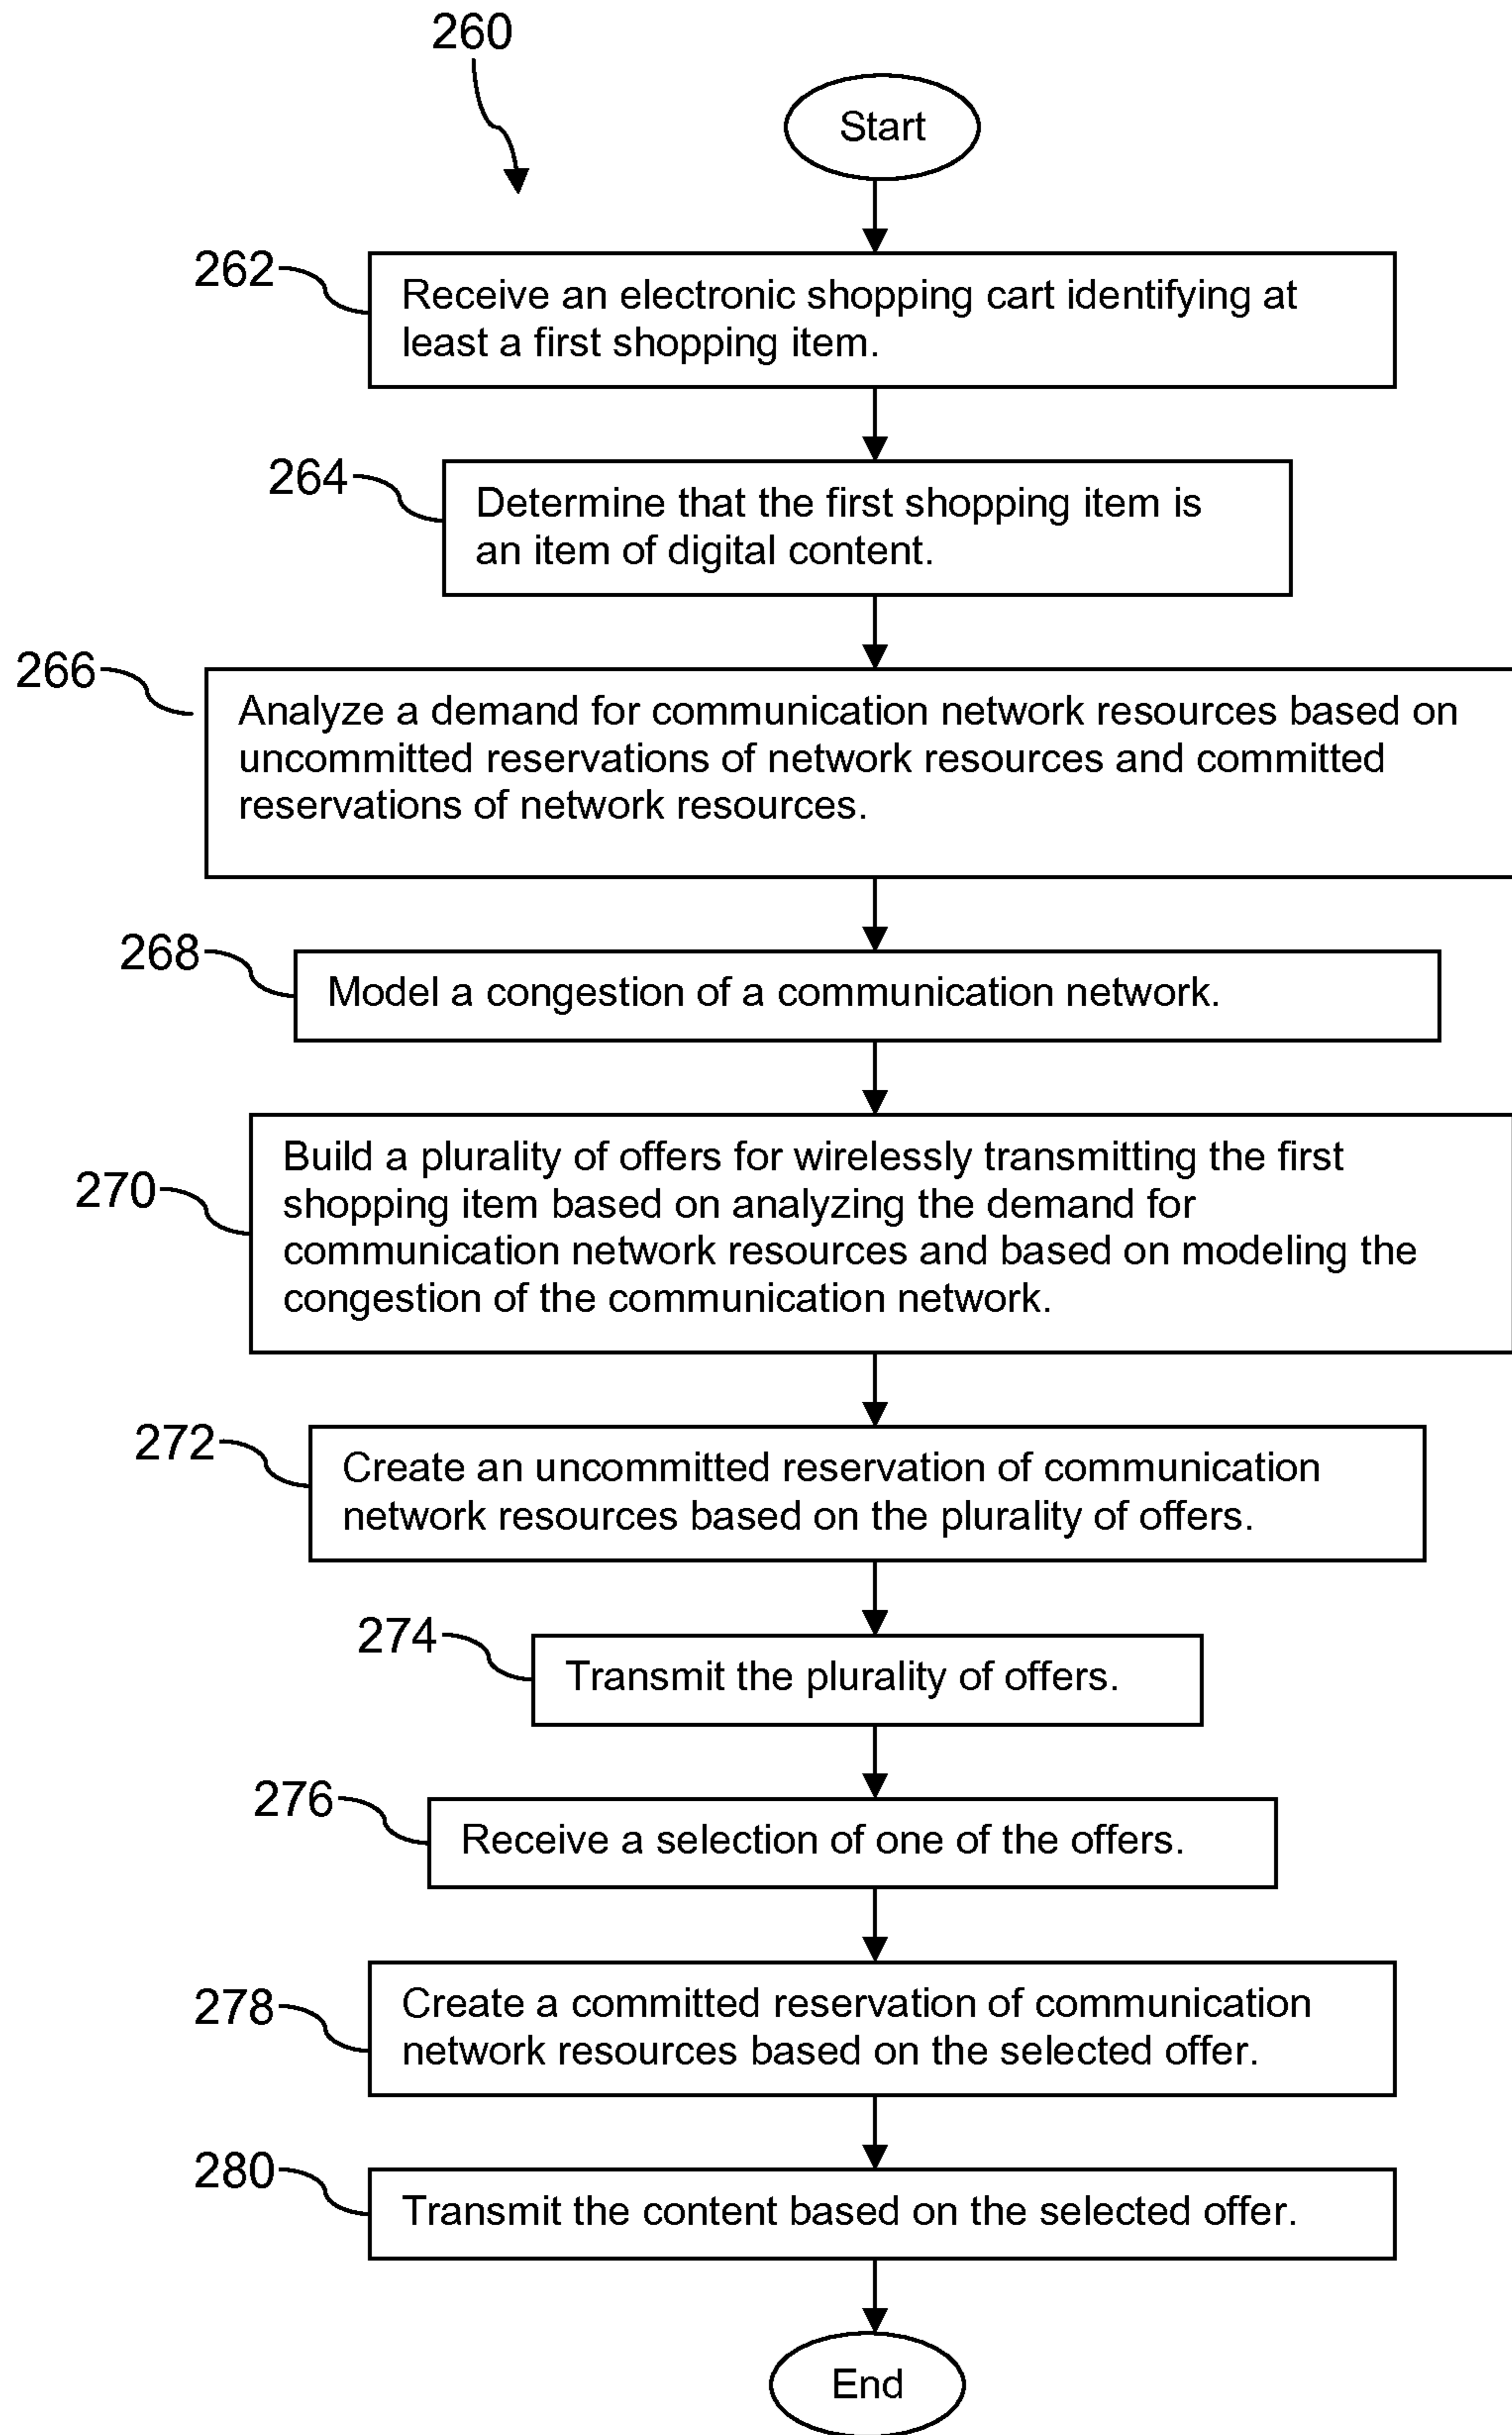 260
Start
262
Receive an electronic shopping cart identifying at
least a first shopping item.
264
Determine that the first shopping item is
an item of digital content.
266
Analyze a demand for communication network resources based on
uncommitted reservations of network resources and committed
reservations of network resources.
268
Model a congestion of a communication network.
270
Build a plurality of offers for wirelessly transmitting the first
shopping item based on analyzing the demand for
communication network resources and based on modeling the
congestion of the communication network.
272
Create an uncommitted reservation of communication
network resources based on the plurality of offers.
274
Transmit the plurality of offers.
276
Receive a selection of one of the offers.
278
Create a committed reservation of communication
network resources based on the selected offer.
280
Transmit the content based on the selected offer.
End